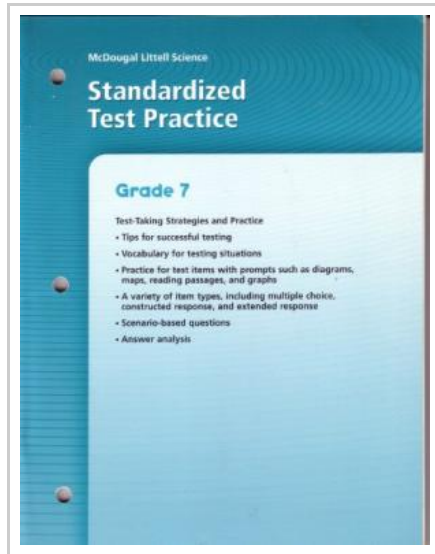 McDougal Littell Science
Standardized
Test Practice
Grade 7
Test-Taking Strategies and Practice
• Tips for successful testing
• Vocabulary for testing situations
• Practice for test items with prompts such as diagrams,
maps, reading passages, and graphs
• A variety of item types, including multiple choice,
constructed response, and extended response
• Scenario-based questions
• Answer analysis